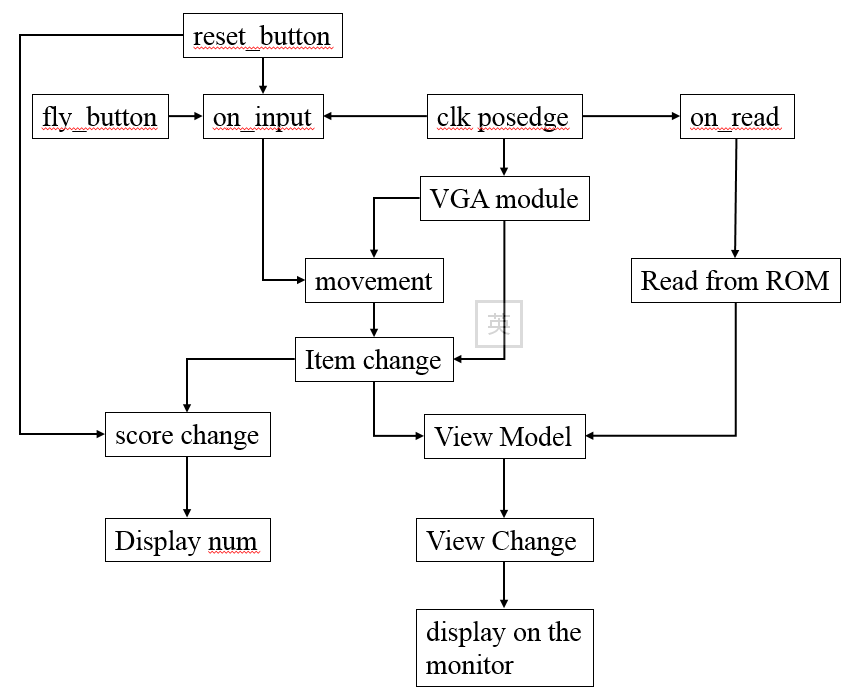 reset_button
fly_button
on_input
clk posedge
on_read
VGA module
movement
Read from ROM
英
Item change
score change
View Model
Display num
View Change
display on the
monitor